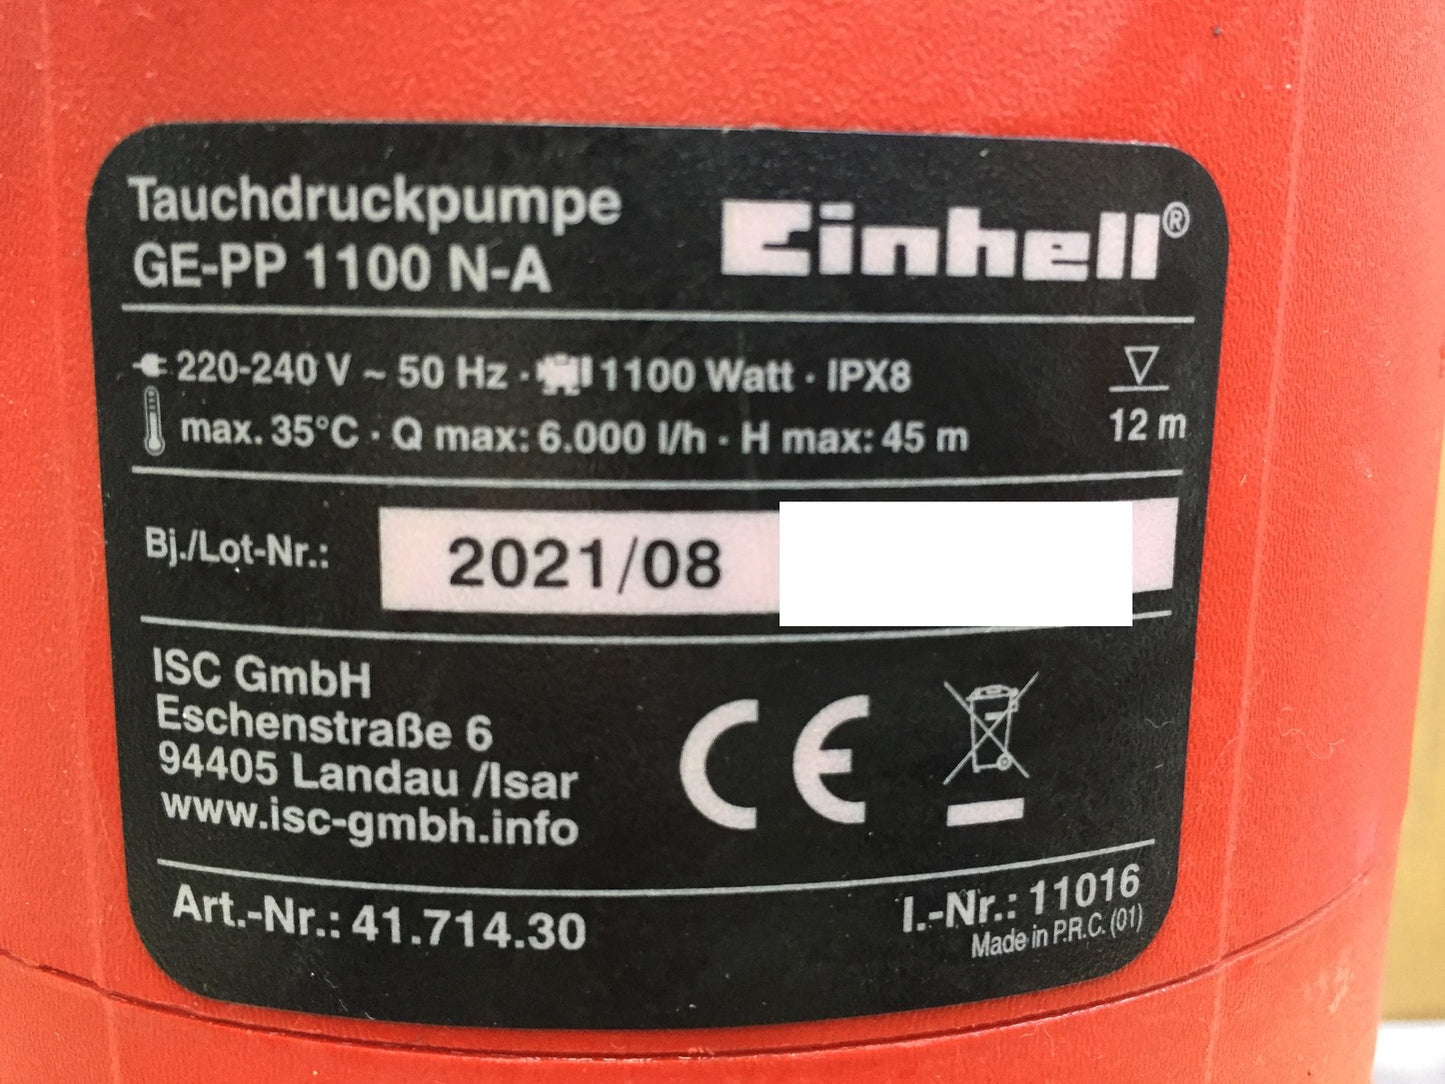 Tauchdruckpumpe
GE-PP 1100 N-A
Einhell®
220-240 V ~ 50 Hz · 1100 Watt · IPX8
max. 35°C · Q max: 6.000 l/h · H max: 45 m
12 m
Bj./Lot-Nr.: 2021/08
ISC GmbH
Eschenstraße 6
94405 Landau /Isar
www.isc-gmbh.info
CE
Art.-Nr.: 41.714.30
I.-Nr.: 11016
Made in P.R.C. (01)